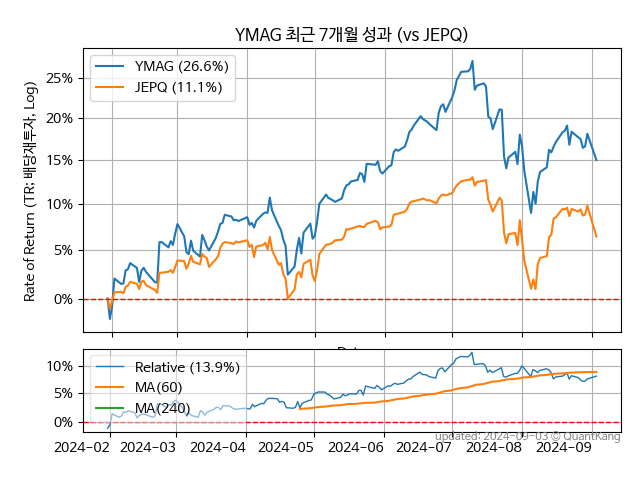 YMAG 최근 7개월 성과 (vs JEPQ)
Rate of Return (TR: 배당재투자, Log)
YMAG (26.6%)
JEPQ (11.1%)
25%
20%
15%
10%
5%
0%
Relative (13.9%)
MA(60)
MA(240)
10%
5%
0%
2024-02 2024-03 2024-04 2024-05 2024-06 2024-07 2024-08 2024-09
updated: 2024-09-03 © QuantKang